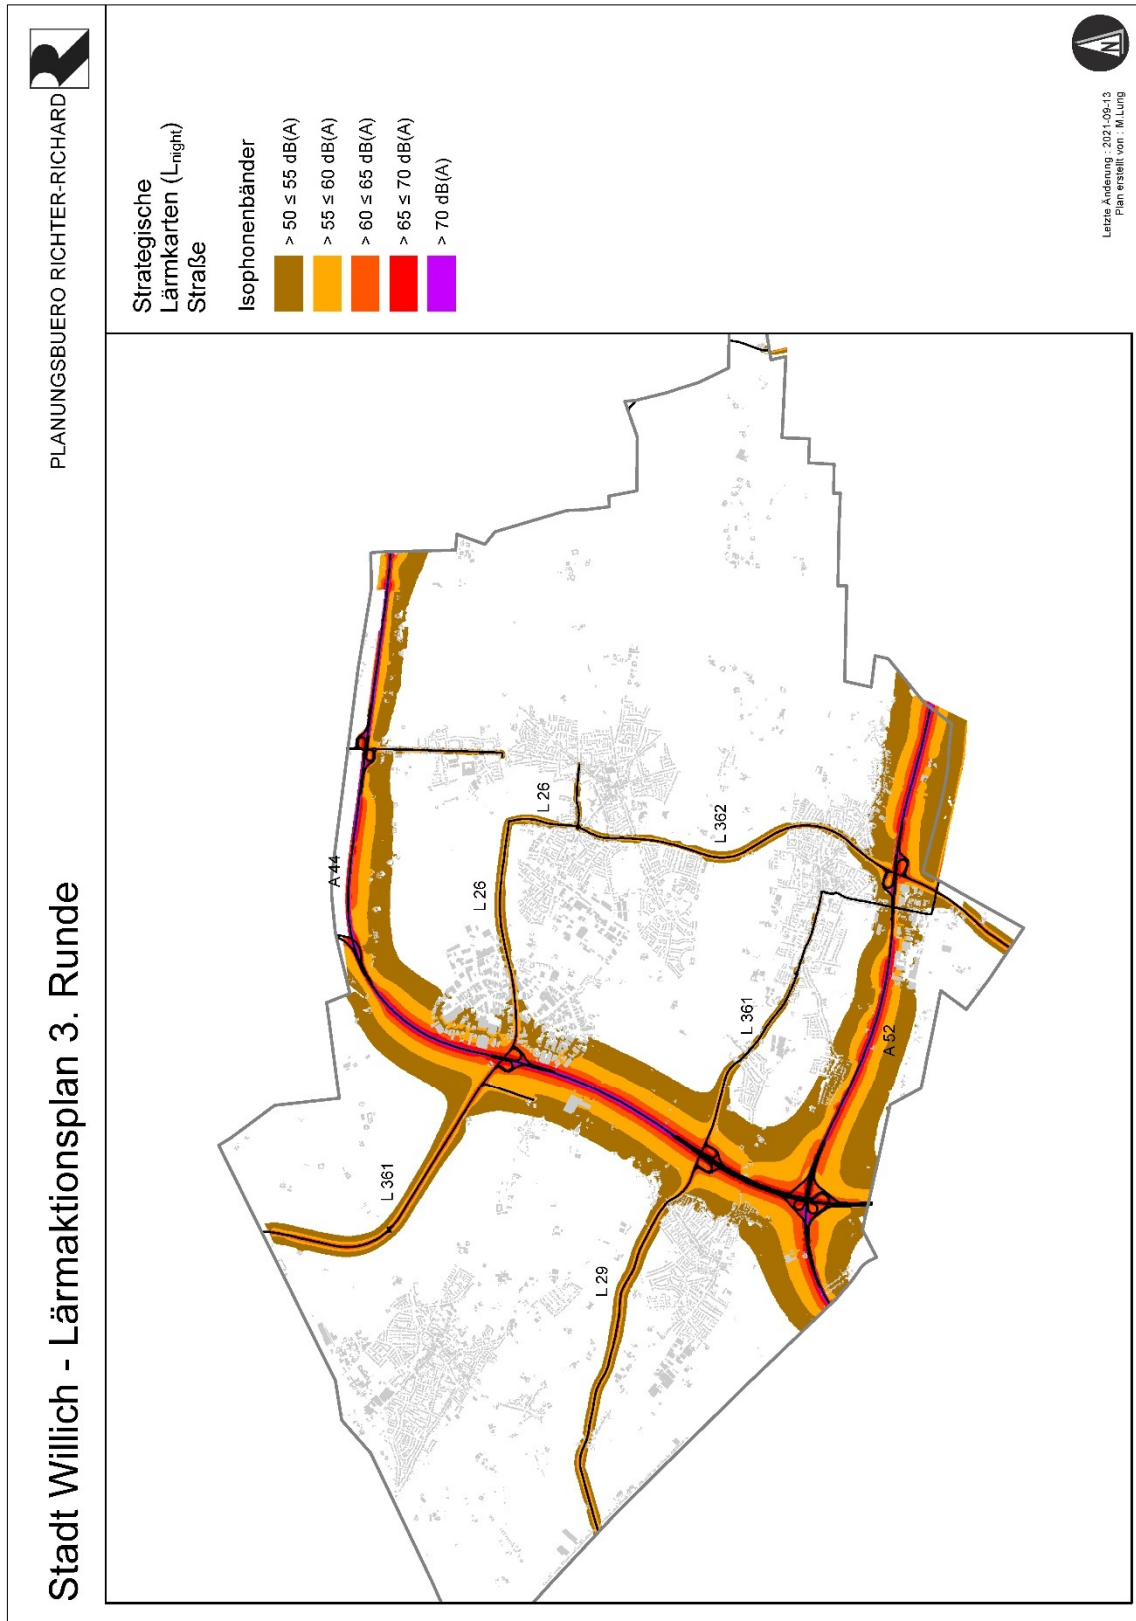 Stadt Willich - Lärmaktionsplan 3. Runde
PLANUNGSBUERO RICHTER-RICHARD
Strategische
Lärmkarten (Lnight)
Straße
Isophonenbänder
> 50 ≤ 55 dB(A)
> 55 ≤ 60 dB(A)
> 60 ≤ 65 dB(A)
> 65 ≤ 70 dB(A)
> 70 dB(A)
A 44
L 361
L 26
L 26
L 29
L 362
L 361
A 52
N
Letzte Änderung : 2021-09-13
Plan erstellt von : M.Lung